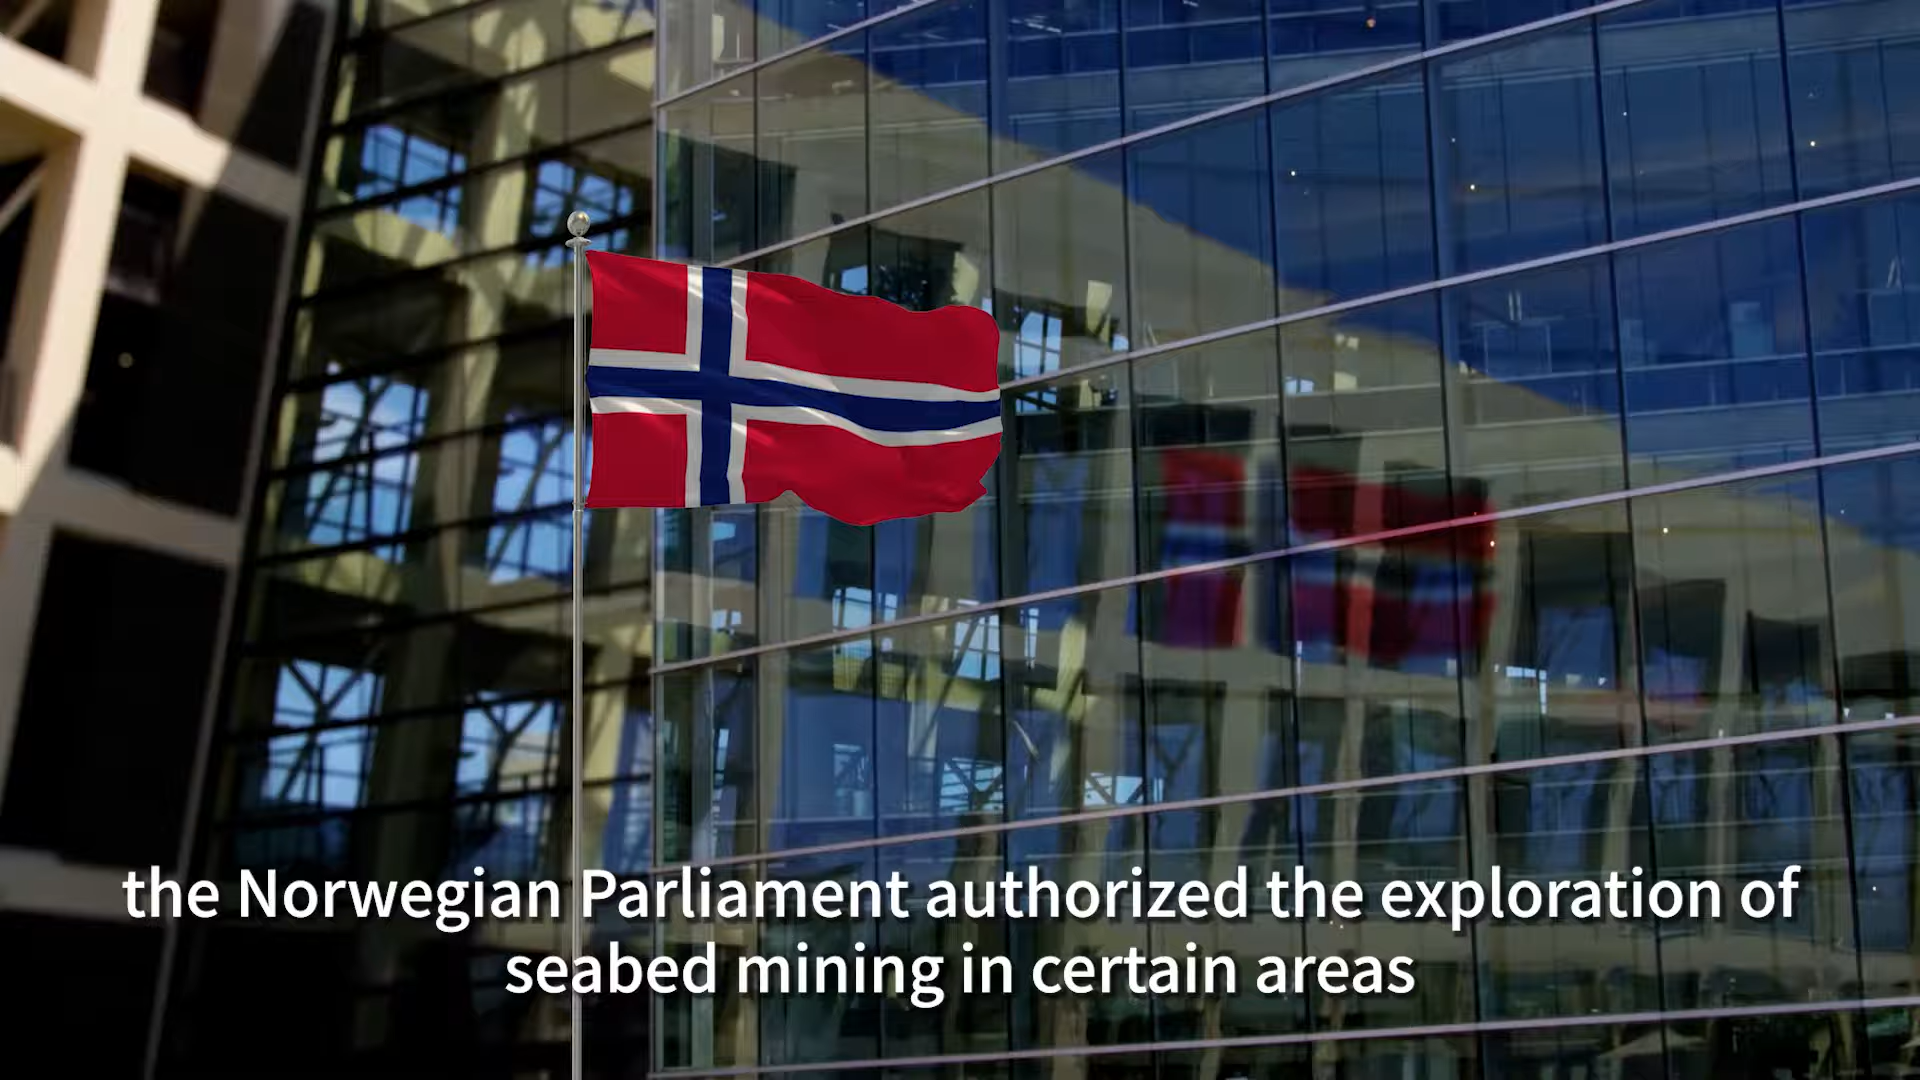 the Norwegian Parliament authorized the exploration of
seabed mining in certain areas